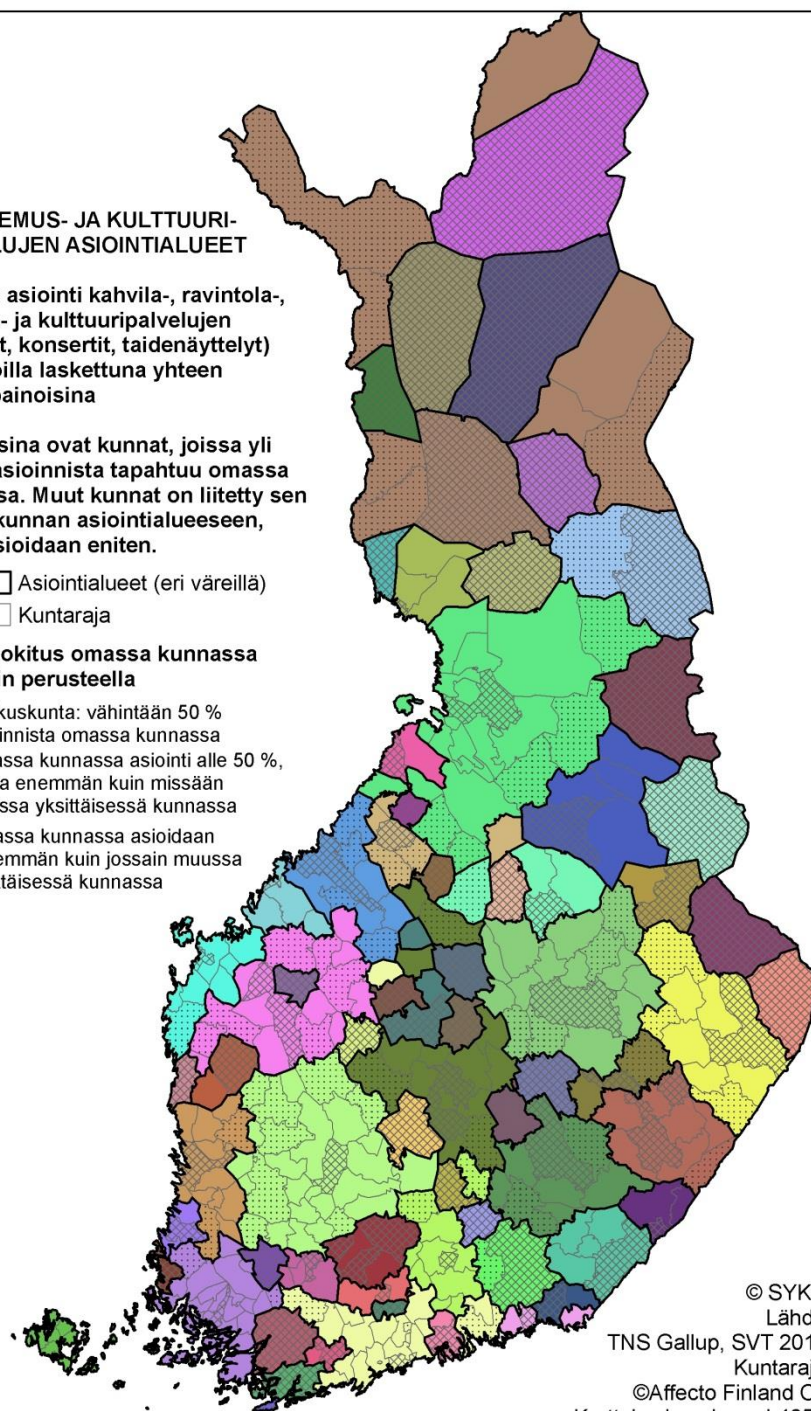 EMUS- JA KULTTUURI-
LUJEN ASIOINTIALUEET
asiointi kahvila-, ravintola-,
- ja kulttuuripalvelujen
t, konsertit, taidenäyttelyt)
oilla laskettuna yhteen
painoisina
sina ovat kunnat, joissa yli
asioinnista tapahtuu omassa
sa. Muut kunnat on liitetty sen
kunnan asiointialueeseen,
sioidaan eniten.
Asiointialueet (eri väreillä)
Kuntaraja
okitus omassa kunnassa
in perusteella
kuskunta: vähintään 50 %
innista omassa kunnassa
assa kunnassa asiointi alle 50 %,
a enemmän kuin missään
ssa yksittäisessä kunnassa
assa kunnassa asioidaan
emmän kuin jossain muussa
ttäisessä kunnassa
© SYK
Lähd
TNS Gallup, SVT 201
Kuntaraj
©Affecto Finland O